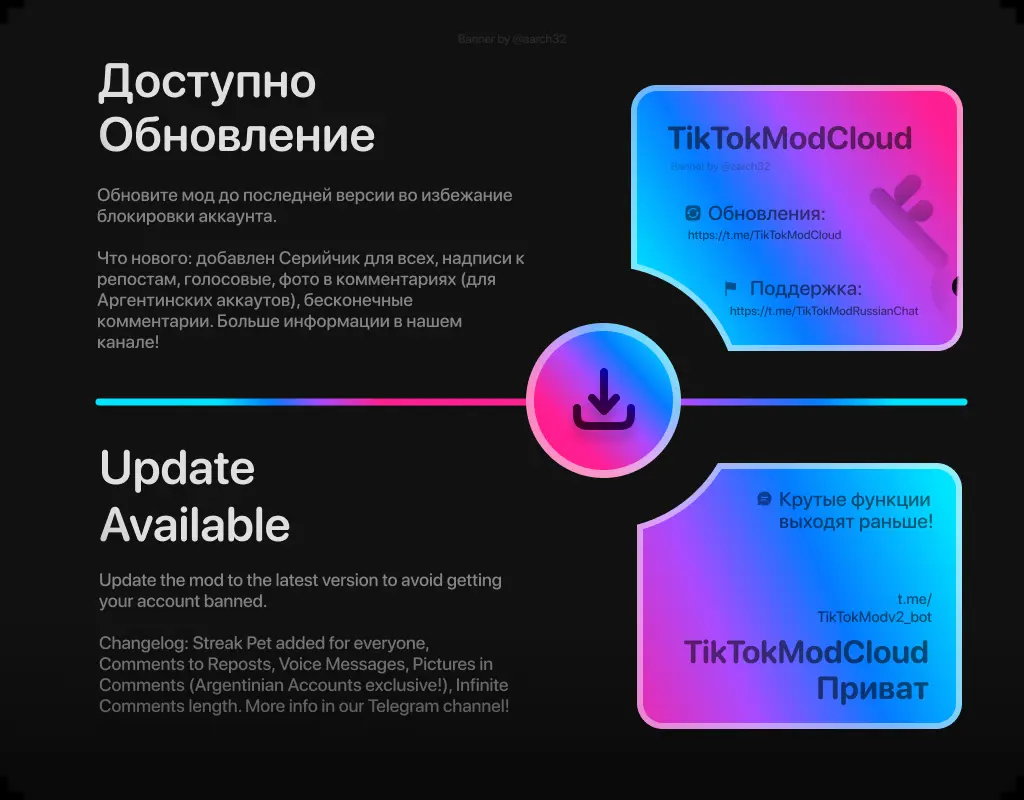 Banner by @aarch32
Доступно
Обновление
Обновите мод до последней версии во избежание
блокировки аккаунта.
Что нового: добавлен Серийчик для всех, надписи к
репостам, голосовые, фото в комментариях (для
Аргентинских аккаутов), бесконечные
комментарии. Больше информации в нашем
канале!
TikTokModCloud
Banner by @aarch32
Обновления:
https://t.me/TikTokModCloud
Поддержка:
https://t.me/TikTokModRussianChat
Update
Available
Update the mod to the latest version to avoid getting
your account banned.
Changelog: Streak Pet added for everyone,
Comments to Reposts, Voice Messages, Pictures in
Comments (Argentinian Accounts exclusive!), Infinite
Comments length. More info in our Telegram channel!
Крутые функции
выходят раньше!
t.me/
TikTokModv2_bot
TikTokModCloud
Приват